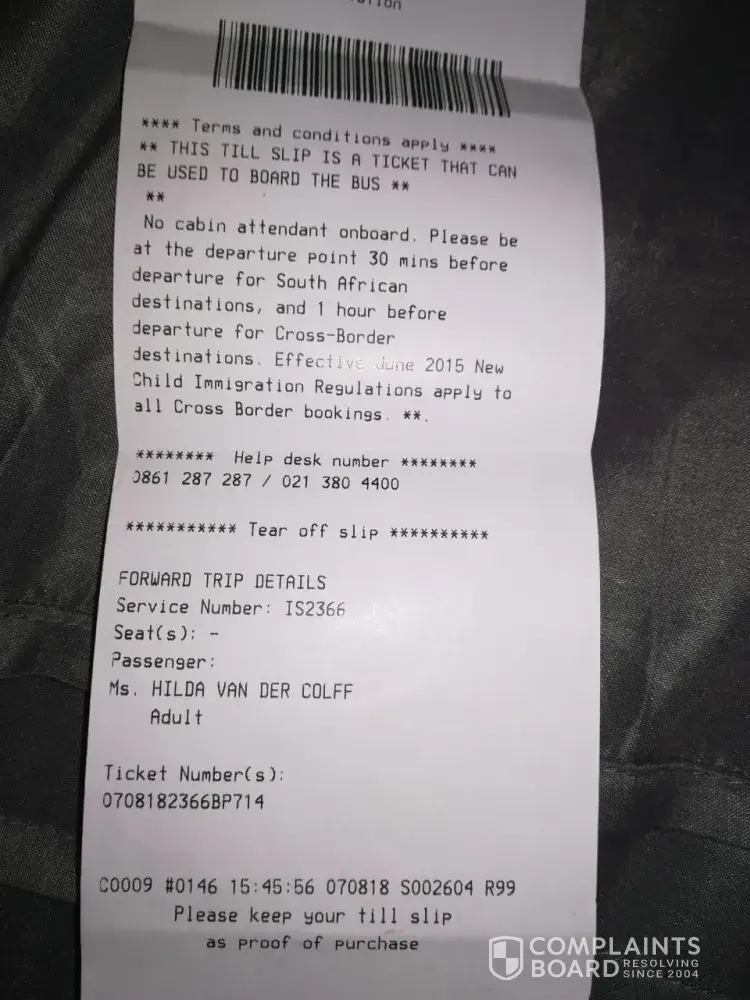 **** Terms and conditions apply ****
** THIS TILL SLIP IS A TICKET THAT CAN
BE USED TO BOARD THE BUS **
**
No cabin attendant onboard. Please be
at the departure point 30 mins before
departure for South African
destinations, and 1 hour before
departure for Cross-Border
destinations. Effective June 2015 New
Child Immigration Regulations apply to
all Cross Border bookings. **.
******** Help desk number ********
0861 287 287 / 021 380 4400
*********** Tear off slip **********
FORWARD TRIP DETAILS
Service Number: IS2366
Seat(s): -
Passenger:
Ms. HILDA VAN DER COLFF
Adult
Ticket Number(s):
0708182366BP714
C0009 #0146 15:45:56 070818 S002604 R99
Please keep your till slip
as proof of purchase
COMPLAINTS
BOARD RESOLVING
SINCE 2004